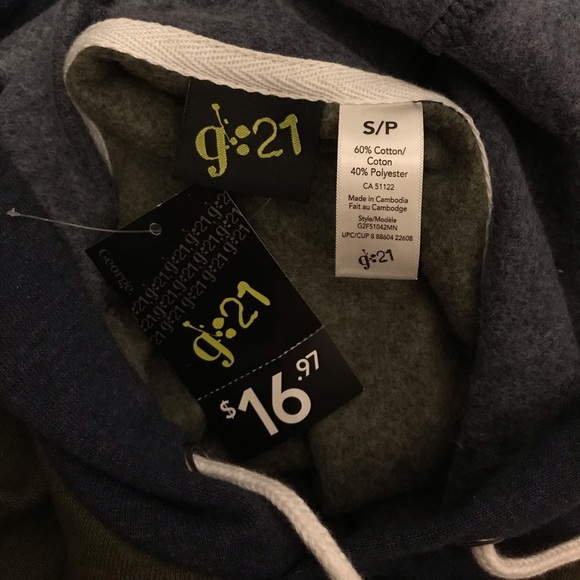 g:21
S/P
60% Cotton/
Coton
40% Polyester
CA 51122
Made in Cambodia
Fait au Cambodge
Style/Modèle
G2FS1042MN
UPC/CUP 8 88604 22608
g:21
George
g:21
$16.97